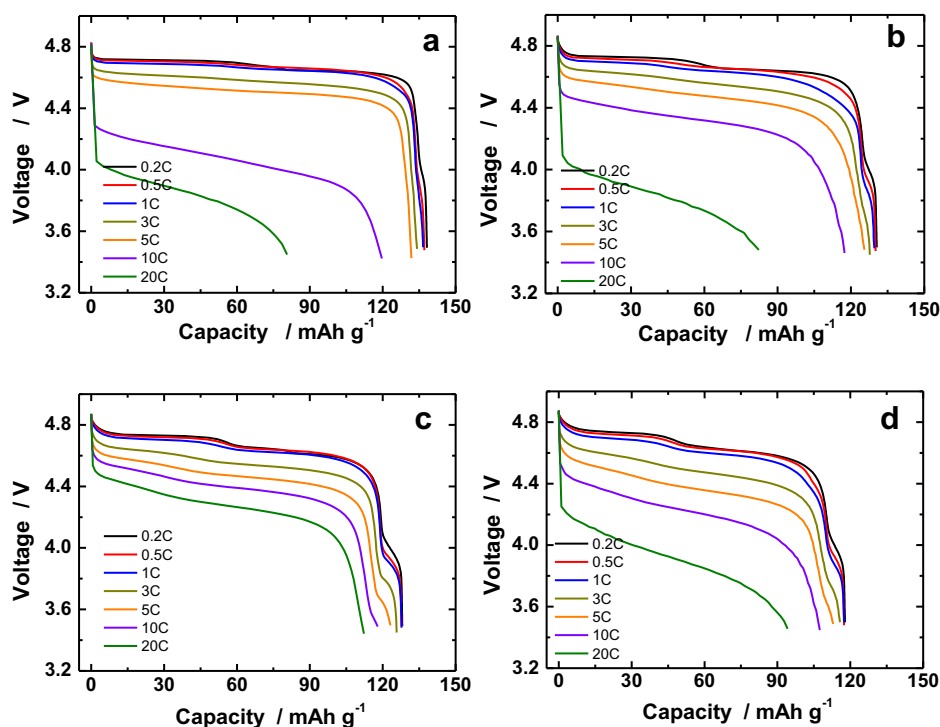 a
4.8
4.4
4.0
3.6
3.2
Voltage / V
0.2C
0.5C
1C
3C
5C
10C
20C
0 30 60 90 120 150
Capacity / mAh g-1
b
4.8
4.4
4.0
3.6
3.2
Voltage / V
0.2C
0.5C
1C
3C
5C
10C
20C
0 30 60 90 120 150
Capacity / mAh g-1
c
4.8
4.4
4.0
3.6
3.2
Voltage / V
0.2C
0.5C
1C
3C
5C
10C
20C
0 30 60 90 120 150
Capacity / mAh g-1
d
4.8
4.4
4.0
3.6
3.2
Voltage / V
0.2C
0.5C
1C
3C
5C
10C
20C
0 30 60 90 120 150
Capacity / mAh g-1